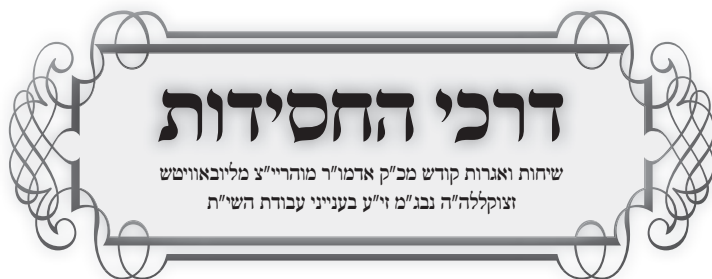 דרכי החסידות
שיחות ואגרות קודש מכ"ק אדמו"ר מוהריי"צ מליובאוויטש
זצוקללה"ה נבג"מ זי"ע בענייני עבודת השי"ת